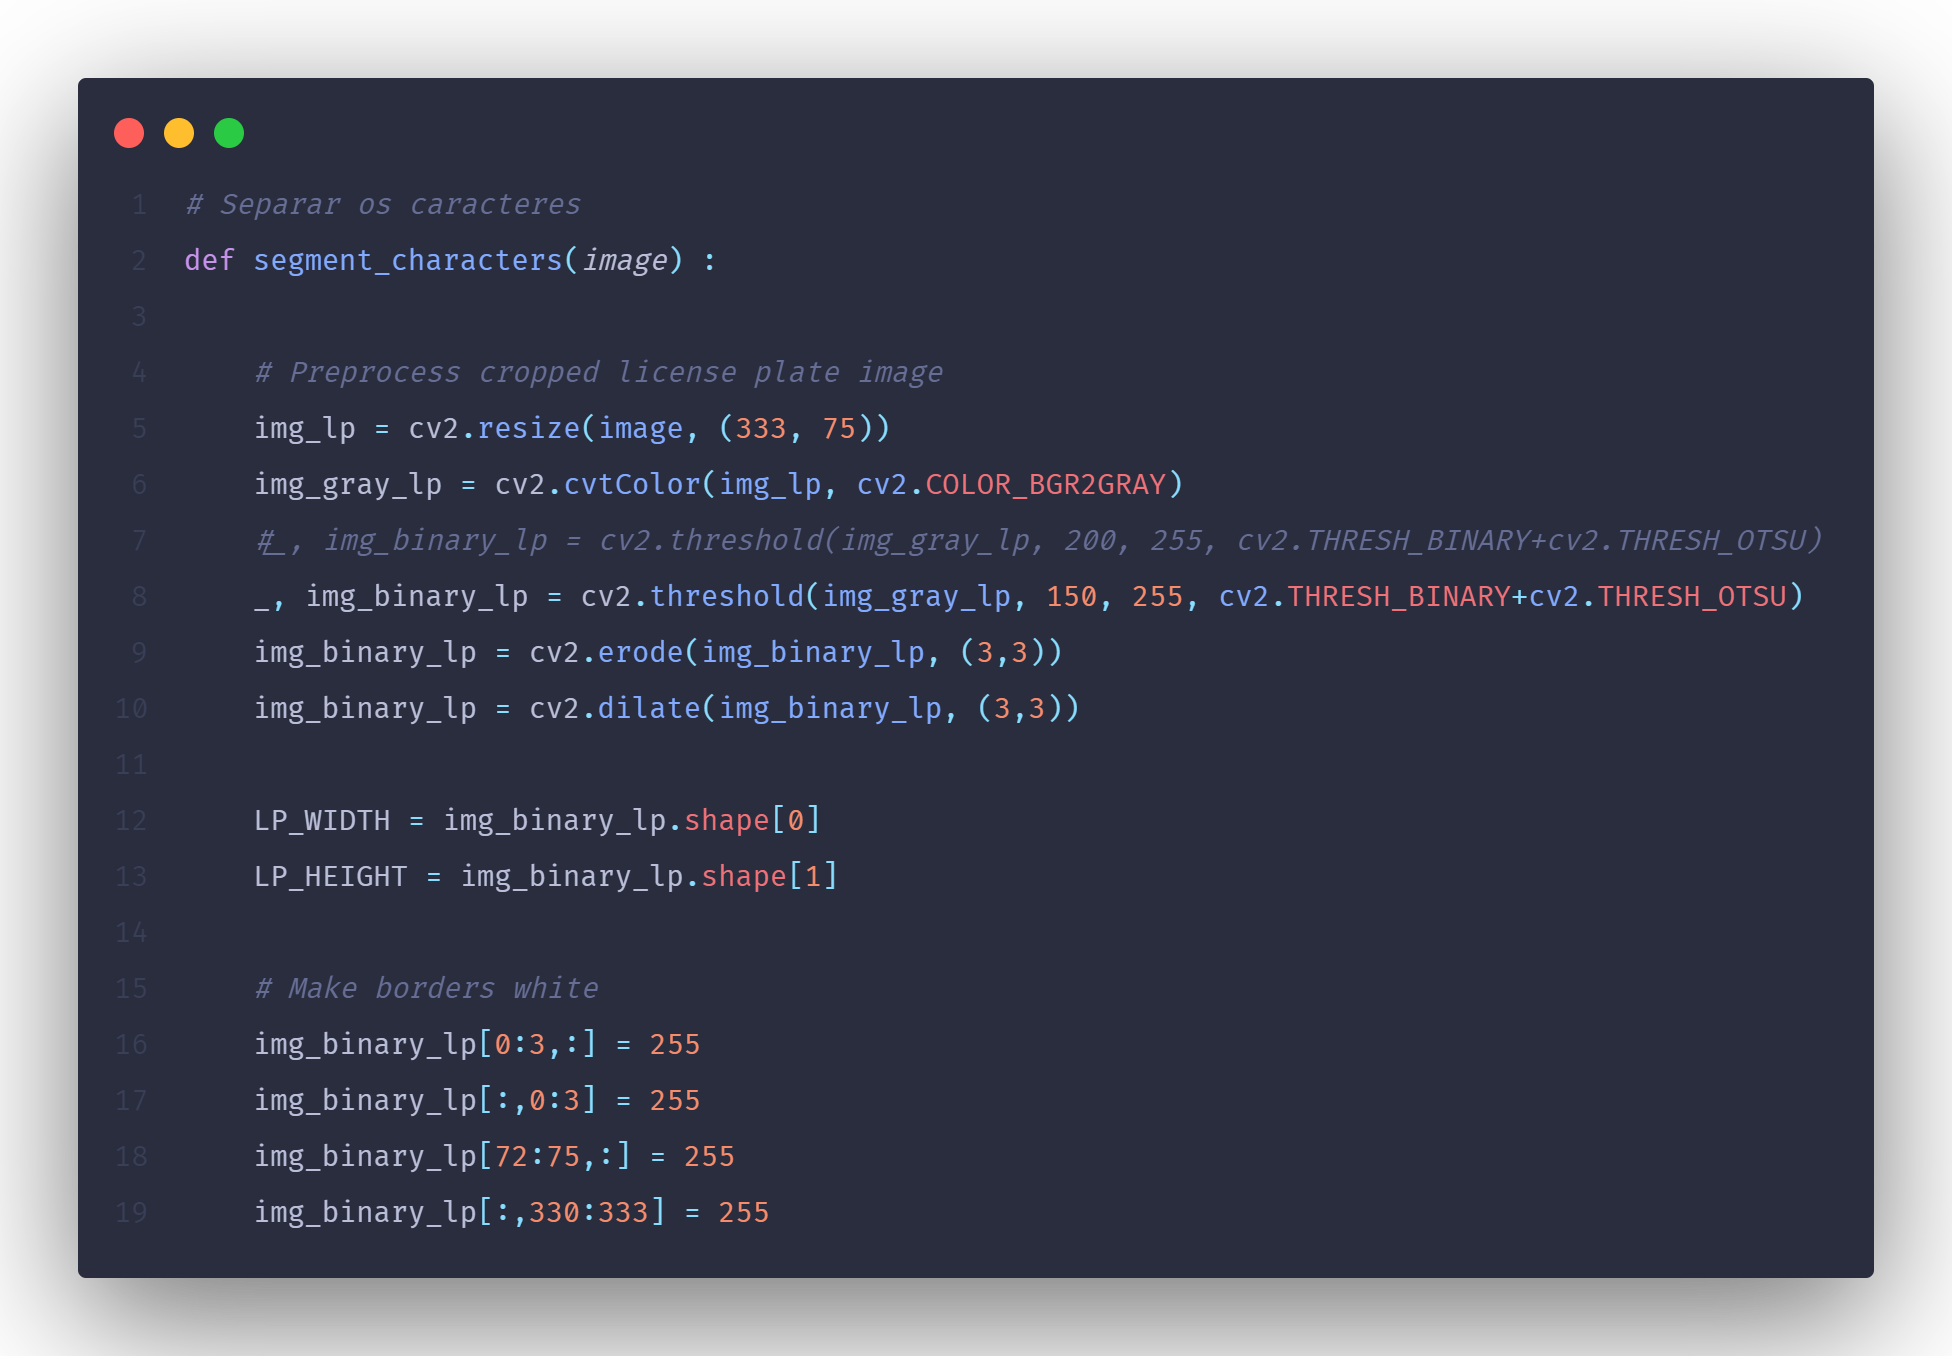 1 # Separar os caracteres
2 def segment_characters(image) :
3
4     # Preprocess cropped license plate image
5     img_lp = cv2.resize(image, (333, 75))
6     img_gray_lp = cv2.cvtColor(img_lp, cv2.COLOR_BGR2GRAY)
7     #_, img_binary_lp = cv2.threshold(img_gray_lp, 200, 255, cv2.THRESH_BINARY+cv2.THRESH_OTSU)
8     _, img_binary_lp = cv2.threshold(img_gray_lp, 150, 255, cv2.THRESH_BINARY+cv2.THRESH_OTSU)
9     img_binary_lp = cv2.erode(img_binary_lp, (3,3))
10     img_binary_lp = cv2.dilate(img_binary_lp, (3,3))
11
12     LP_WIDTH = img_binary_lp.shape[0]
13     LP_HEIGHT = img_binary_lp.shape[1]
14
15     # Make borders white
16     img_binary_lp[0:3,:] = 255
17     img_binary_lp[:,0:3] = 255
18     img_binary_lp[72:75,:] = 255
19     img_binary_lp[:,330:333] = 255